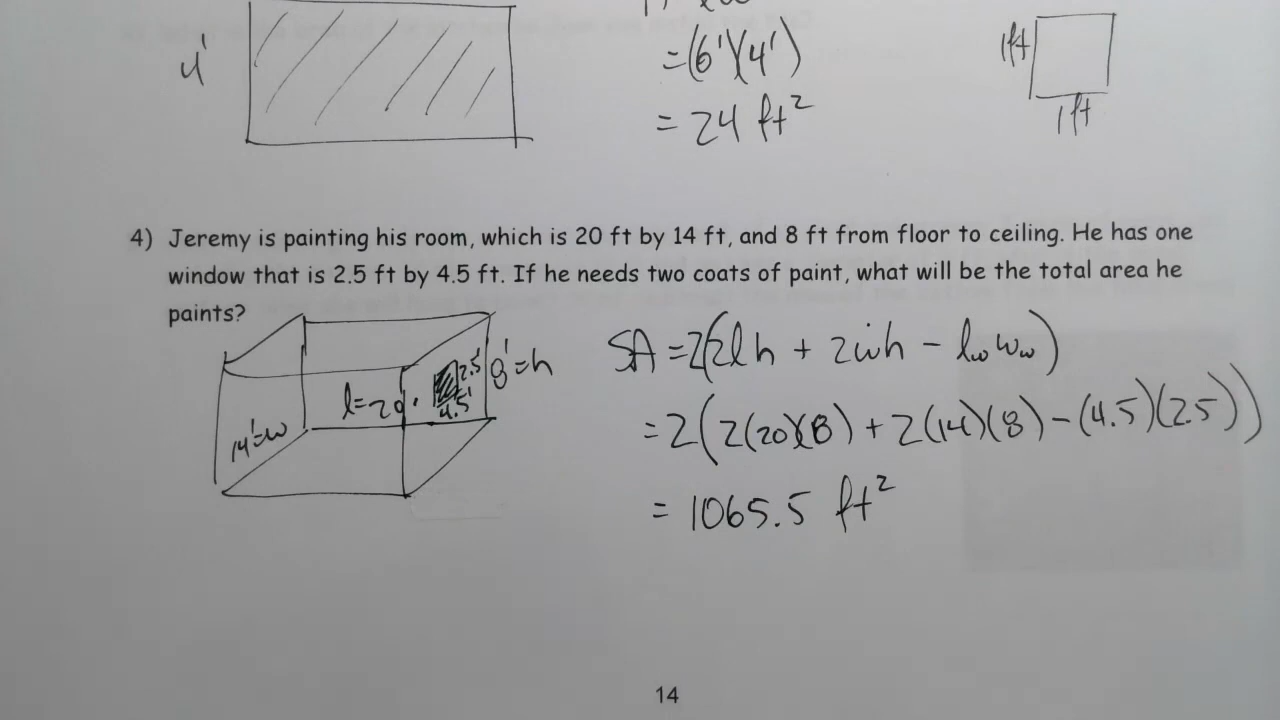 4'
= (6')(4')
= 24 ft²
1ft
1ft
4) Jeremy is painting his room, which is 20 ft by 14 ft, and 8 ft from floor to ceiling. He has one
window that is 2.5 ft by 4.5 ft. If he needs two coats of paint, what will be the total area he
paints?
14'=w
l=20'
2.5'
4.5'
8'=h
SA = 2(2lh + 2wh - l_w w_w)
= 2(2(20)(8) + 2(14)(8) - (4.5)(2.5))
= 1065.5 ft²
14